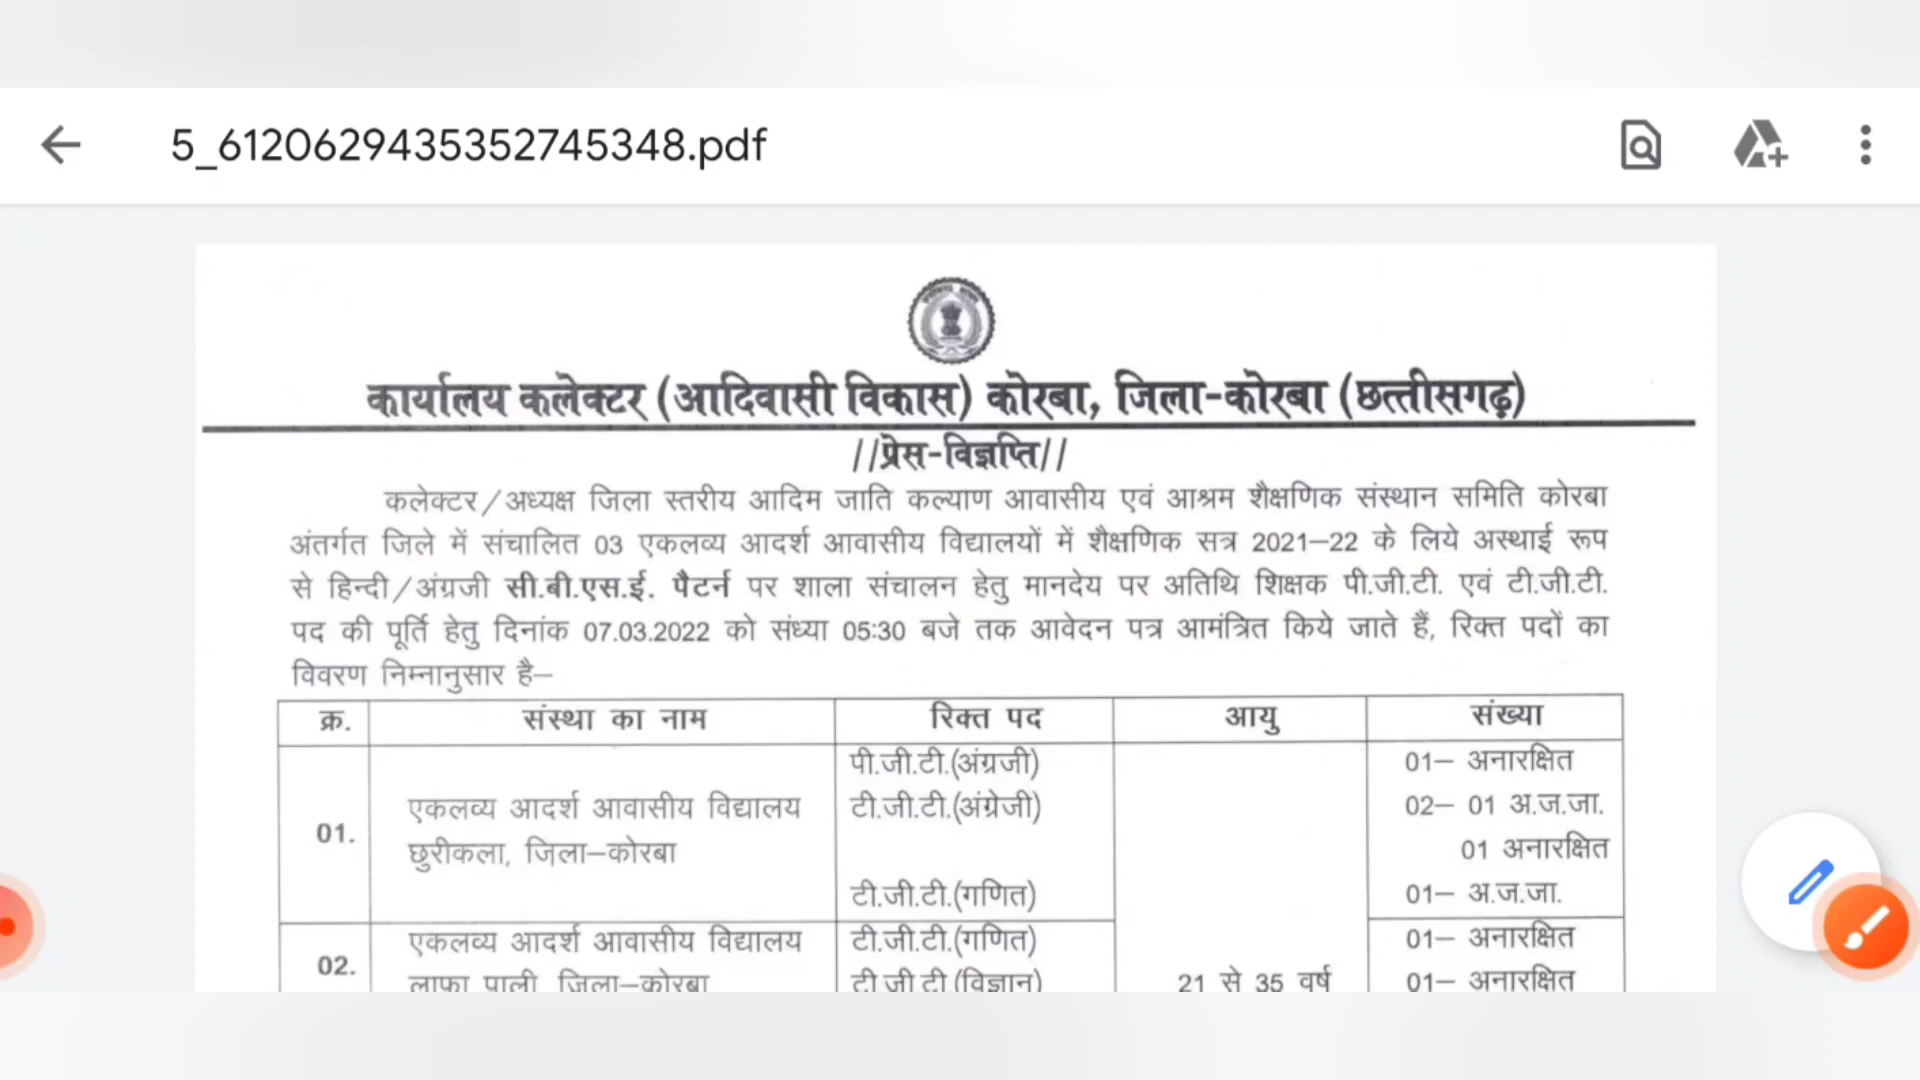 5_6120629435352745348.pdf
कार्यालय कलेक्टर (आदिवासी विकास) कोरबा, जिला-कोरबा (छत्तीसगढ़)
//प्रेस-विज्ञप्ति//
कलेक्टर/अध्यक्ष जिला स्तरीय आदिम जाति कल्याण आवासीय एवं आश्रम शैक्षणिक संस्थान समिति कोरबा
अंतर्गत जिले में संचालित 03 एकलव्य आदर्श आवासीय विद्यालयों में शैक्षणिक सत्र 2021–22 के लिये अस्थाई रूप
से हिन्दी/अंग्रजी सी.बी.एस.ई. पैटर्न पर शाला संचालन हेतु मानदेय पर अतिथि शिक्षक पी.जी.टी. एवं टी.जी.टी.
पद की पूर्ति हेतु दिनांक 07.03.2022 को संध्या 05:30 बजे तक आवेदन पत्र आमंत्रित किये जाते हैं, रिक्त पदों का
विवरण निम्नानुसार है–
क्र. संस्था का नाम रिक्त पद आयु संख्या
पी.जी.टी.(अंग्रजी) 01– अनारक्षित
एकलव्य आदर्श आवासीय विद्यालय टी.जी.टी.(अंग्रेजी) 02– 01 अ.ज.जा.
01. छुरीकला, जिला–कोरबा 01 अनारक्षित
टी.जी.टी.(गणित) 01– अ.ज.जा.
एकलव्य आदर्श आवासीय विद्यालय टी.जी.टी.(गणित) 01– अनारक्षित
02. लाफा पाली, जिला–कोरबा टी.जी.टी.(विज्ञान) 21 से 35 वर्ष 01– अनारक्षित